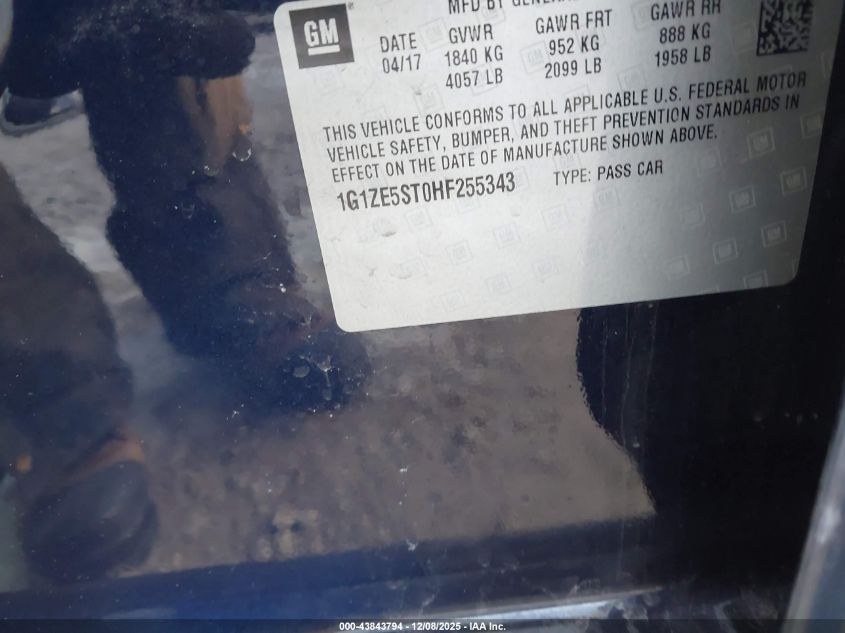 GM
MFD BY GENERAL
DATE GVWR GAWR FRT GAWR RR
04/17 1840 KG 952 KG 888 KG
4057 LB 2099 LB 1958 LB
THIS VEHICLE CONFORMS TO ALL APPLICABLE U.S. FEDERAL MOTOR
VEHICLE SAFETY, BUMPER, AND THEFT PREVENTION STANDARDS IN
EFFECT ON THE DATE OF MANUFACTURE SHOWN ABOVE.
1G1ZE5ST0HF255343 TYPE: PASS CAR
000-43843794 - 12/08/2025 - IAA Inc.